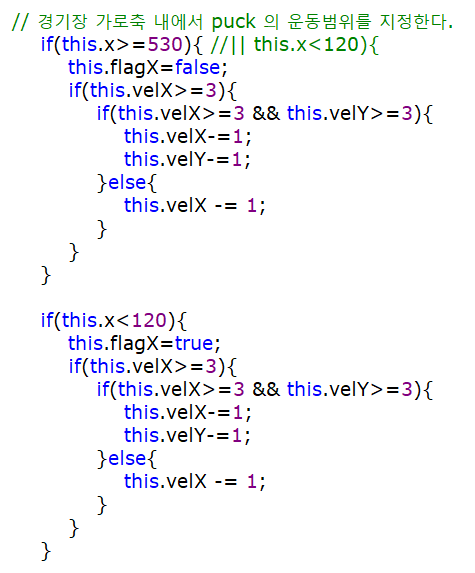 // 경기장 가로축 내에서 puck 의 운동범위를 지정한다.
if(this.x>=530){ //|| this.x<120){
this.flagX=false;
if(this.velX>=3){
if(this.velX>=3 && this.velY>=3){
this.velX-=1;
this.velY-=1;
}else{
this.velX -= 1;
}
}
}
if(this.x<120){
this.flagX=true;
if(this.velX>=3){
if(this.velX>=3 && this.velY>=3){
this.velX-=1;
this.velY-=1;
}else{
this.velX -= 1;
}
}
}